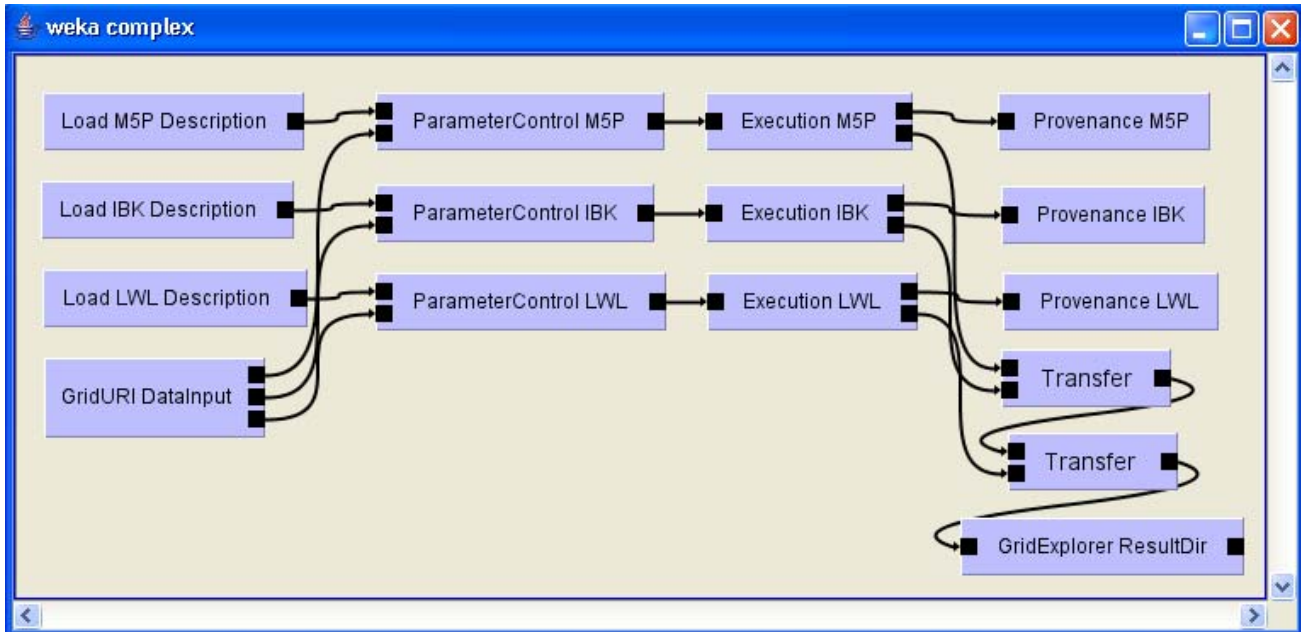 weka complex
Load M5P Description
ParameterControl M5P
Execution M5P
Provenance M5P
Load IBK Description
ParameterControl IBK
Execution IBK
Provenance IBK
Load LWL Description
ParameterControl LWL
Execution LWL
Provenance LWL
GridURI DataInput
Transfer
Transfer
GridExplorer ResultDir